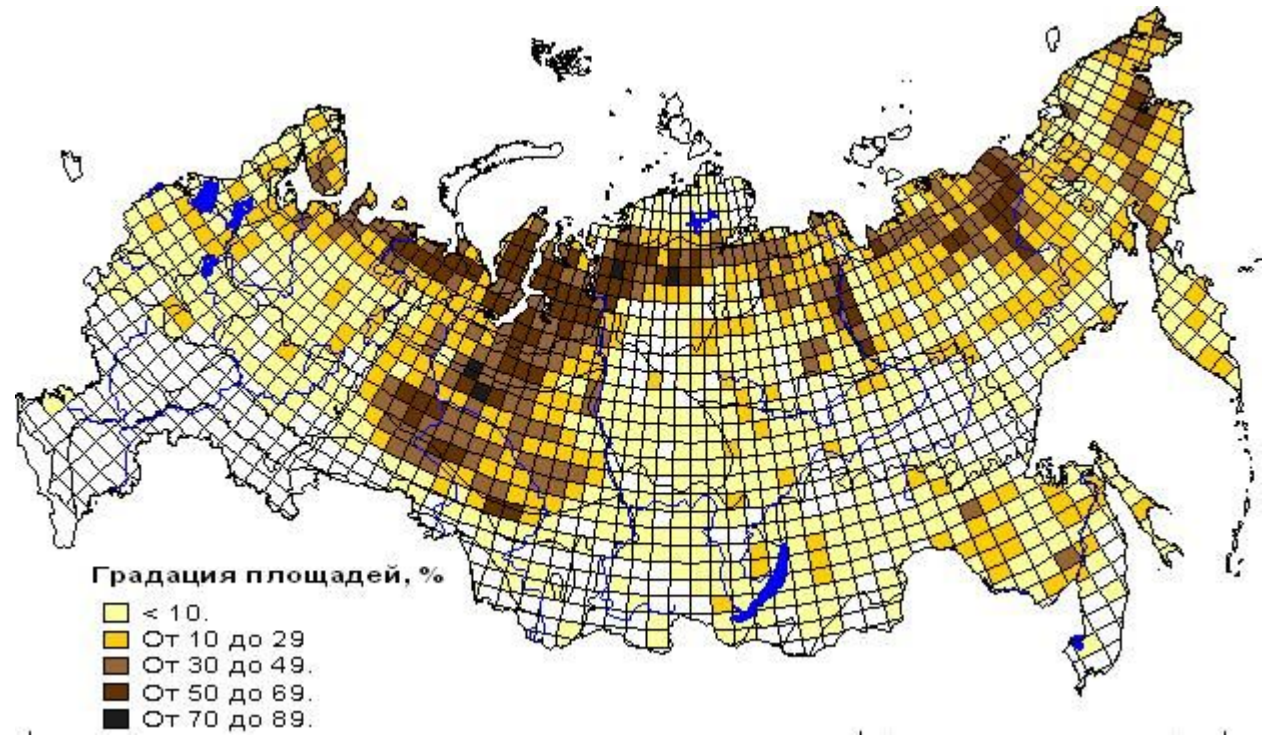 Градация площадей, %
< 10.
От 10 до 29
От 30 до 49.
От 50 до 69.
От 70 до 89.